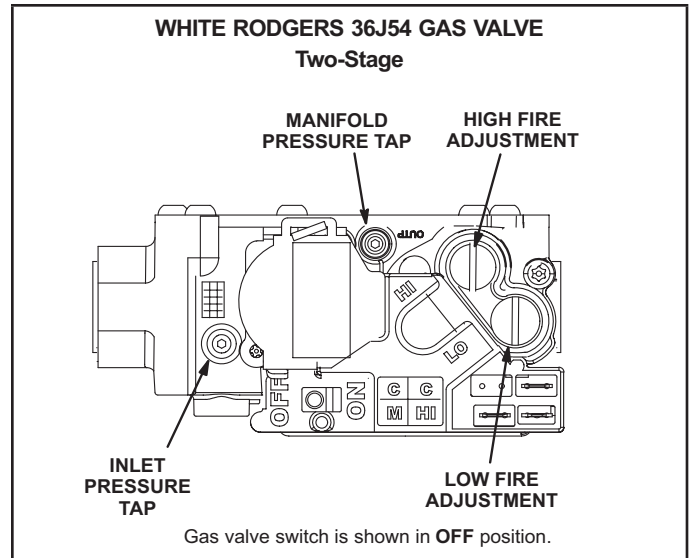 WHITE RODGERS 36J54 GAS VALVE
Two-Stage
MANIFOLD
PRESSURE TAP
HIGH FIRE
ADJUSTMENT
OUTP
HI
LO
OFF
ON
C C
M HI
INLET
PRESSURE
TAP
LOW FIRE
ADJUSTMENT
Gas valve switch is shown in OFF position.